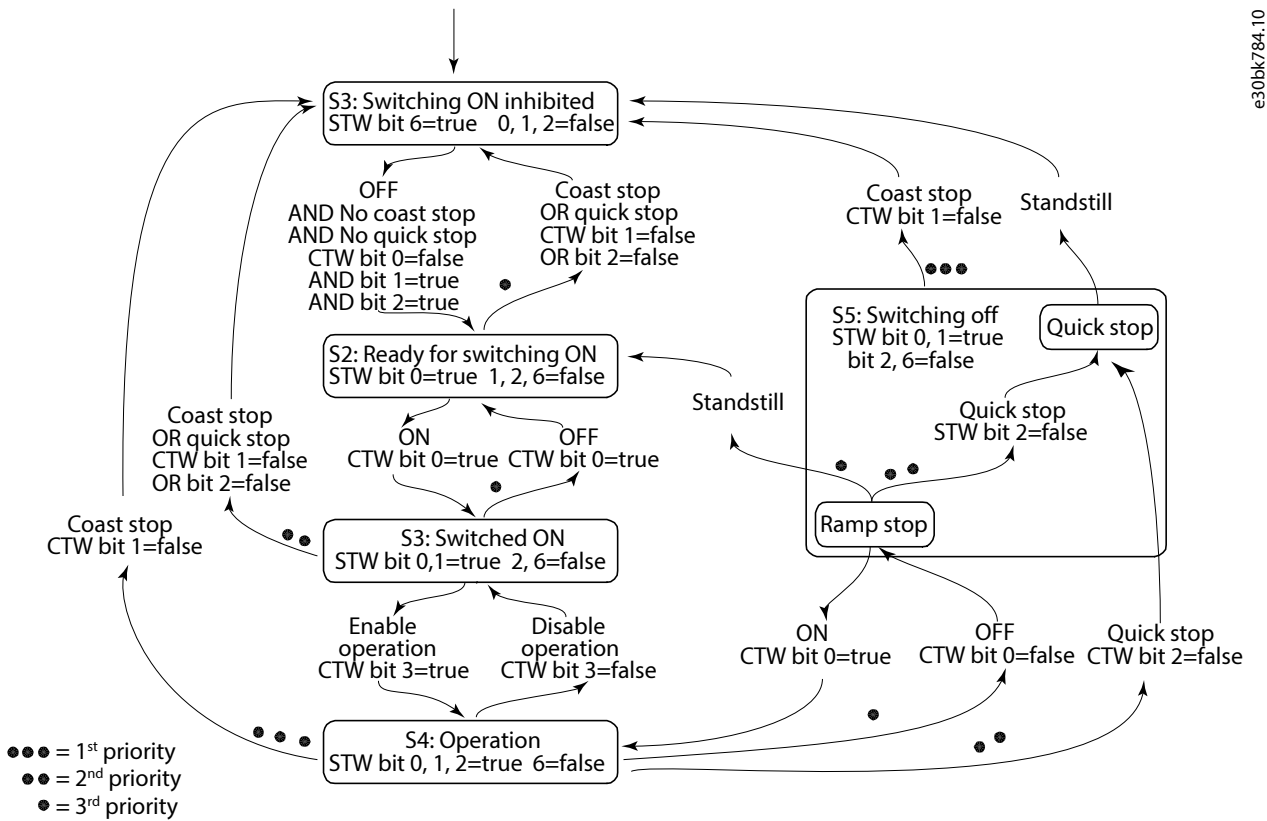 e30bk784.10
S3: Switching ON inhibited
STW bit 6=true 0, 1, 2=false
OFF
AND No coast stop
AND No quick stop
CTW bit 0=false
AND bit 1=true
AND bit 2=true
Coast stop
OR quick stop
CTW bit 1=false
OR bit 2=false
Coast stop
CTW bit 1=false
Standstill
S5: Switching off
STW bit 0, 1=true
bit 2, 6=false
Quick stop
S2: Ready for switching ON
STW bit 0=true 1, 2, 6=false
Standstill
Quick stop
STW bit 2=false
Coast stop
OR quick stop
CTW bit 1=false
OR bit 2=false
ON
CTW bit 0=true
OFF
CTW bit 0=true
Ramp stop
Coast stop
CTW bit 1=false
S3: Switched ON
STW bit 0,1=true 2, 6=false
Enable
operation
CTW bit 3=true
Disable
operation
CTW bit 3=false
ON
CTW bit 0=true
OFF
CTW bit 0=false
Quick stop
CTW bit 2=false
S4: Operation
STW bit 0, 1, 2=true 6=false
= 1st priority
= 2nd priority
= 3rd priority